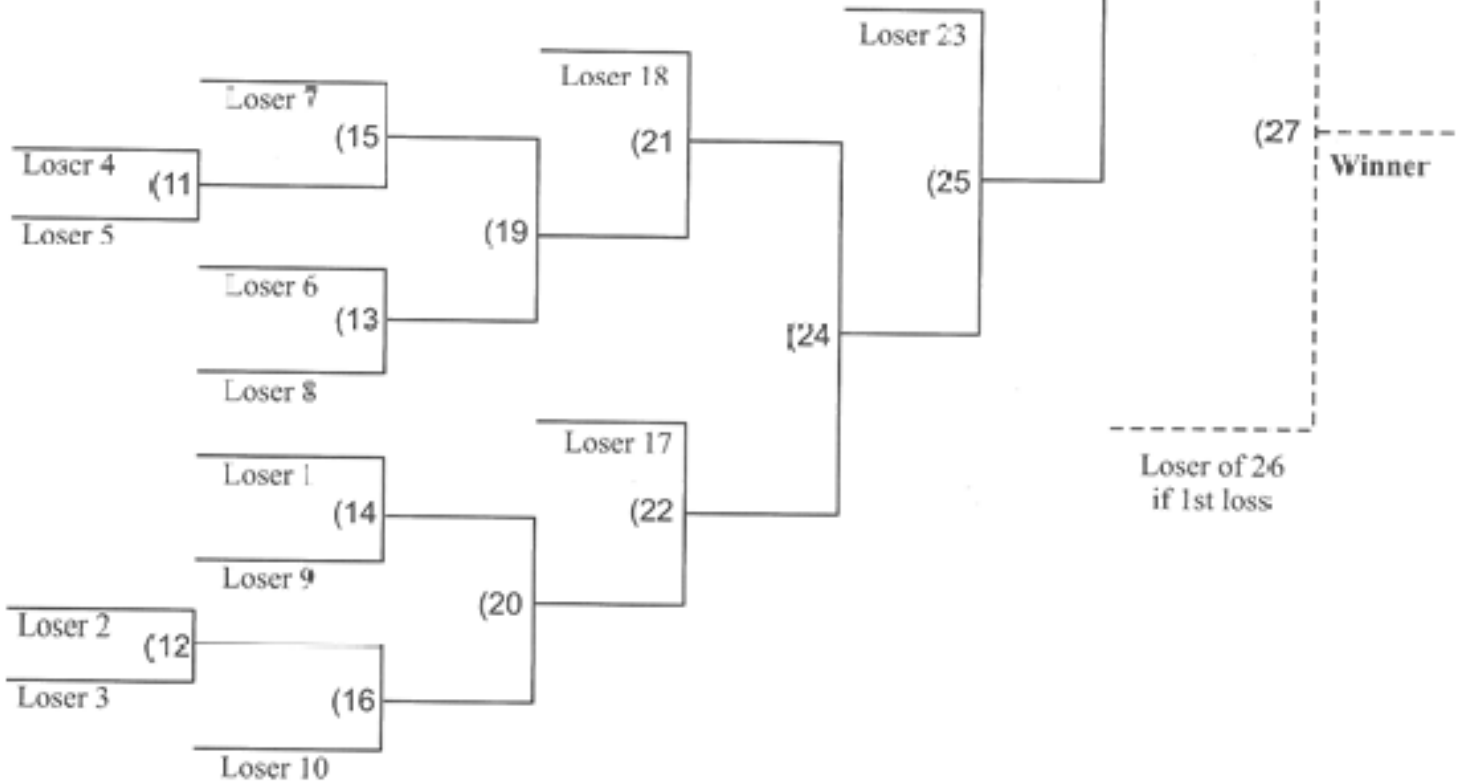 Loser 23
Loser 18
Loser 7
(15
(21
(27
Loser 4
(11
(25
Winner
Loser 5
(19
Loser 6
(13
[24
Loser 8
Loser 17
Loser 1
Loser of 26
if 1st loss
(14
(22
Loser 9
(20
Loser 2
(12
Loser 3
(16
Loser 10